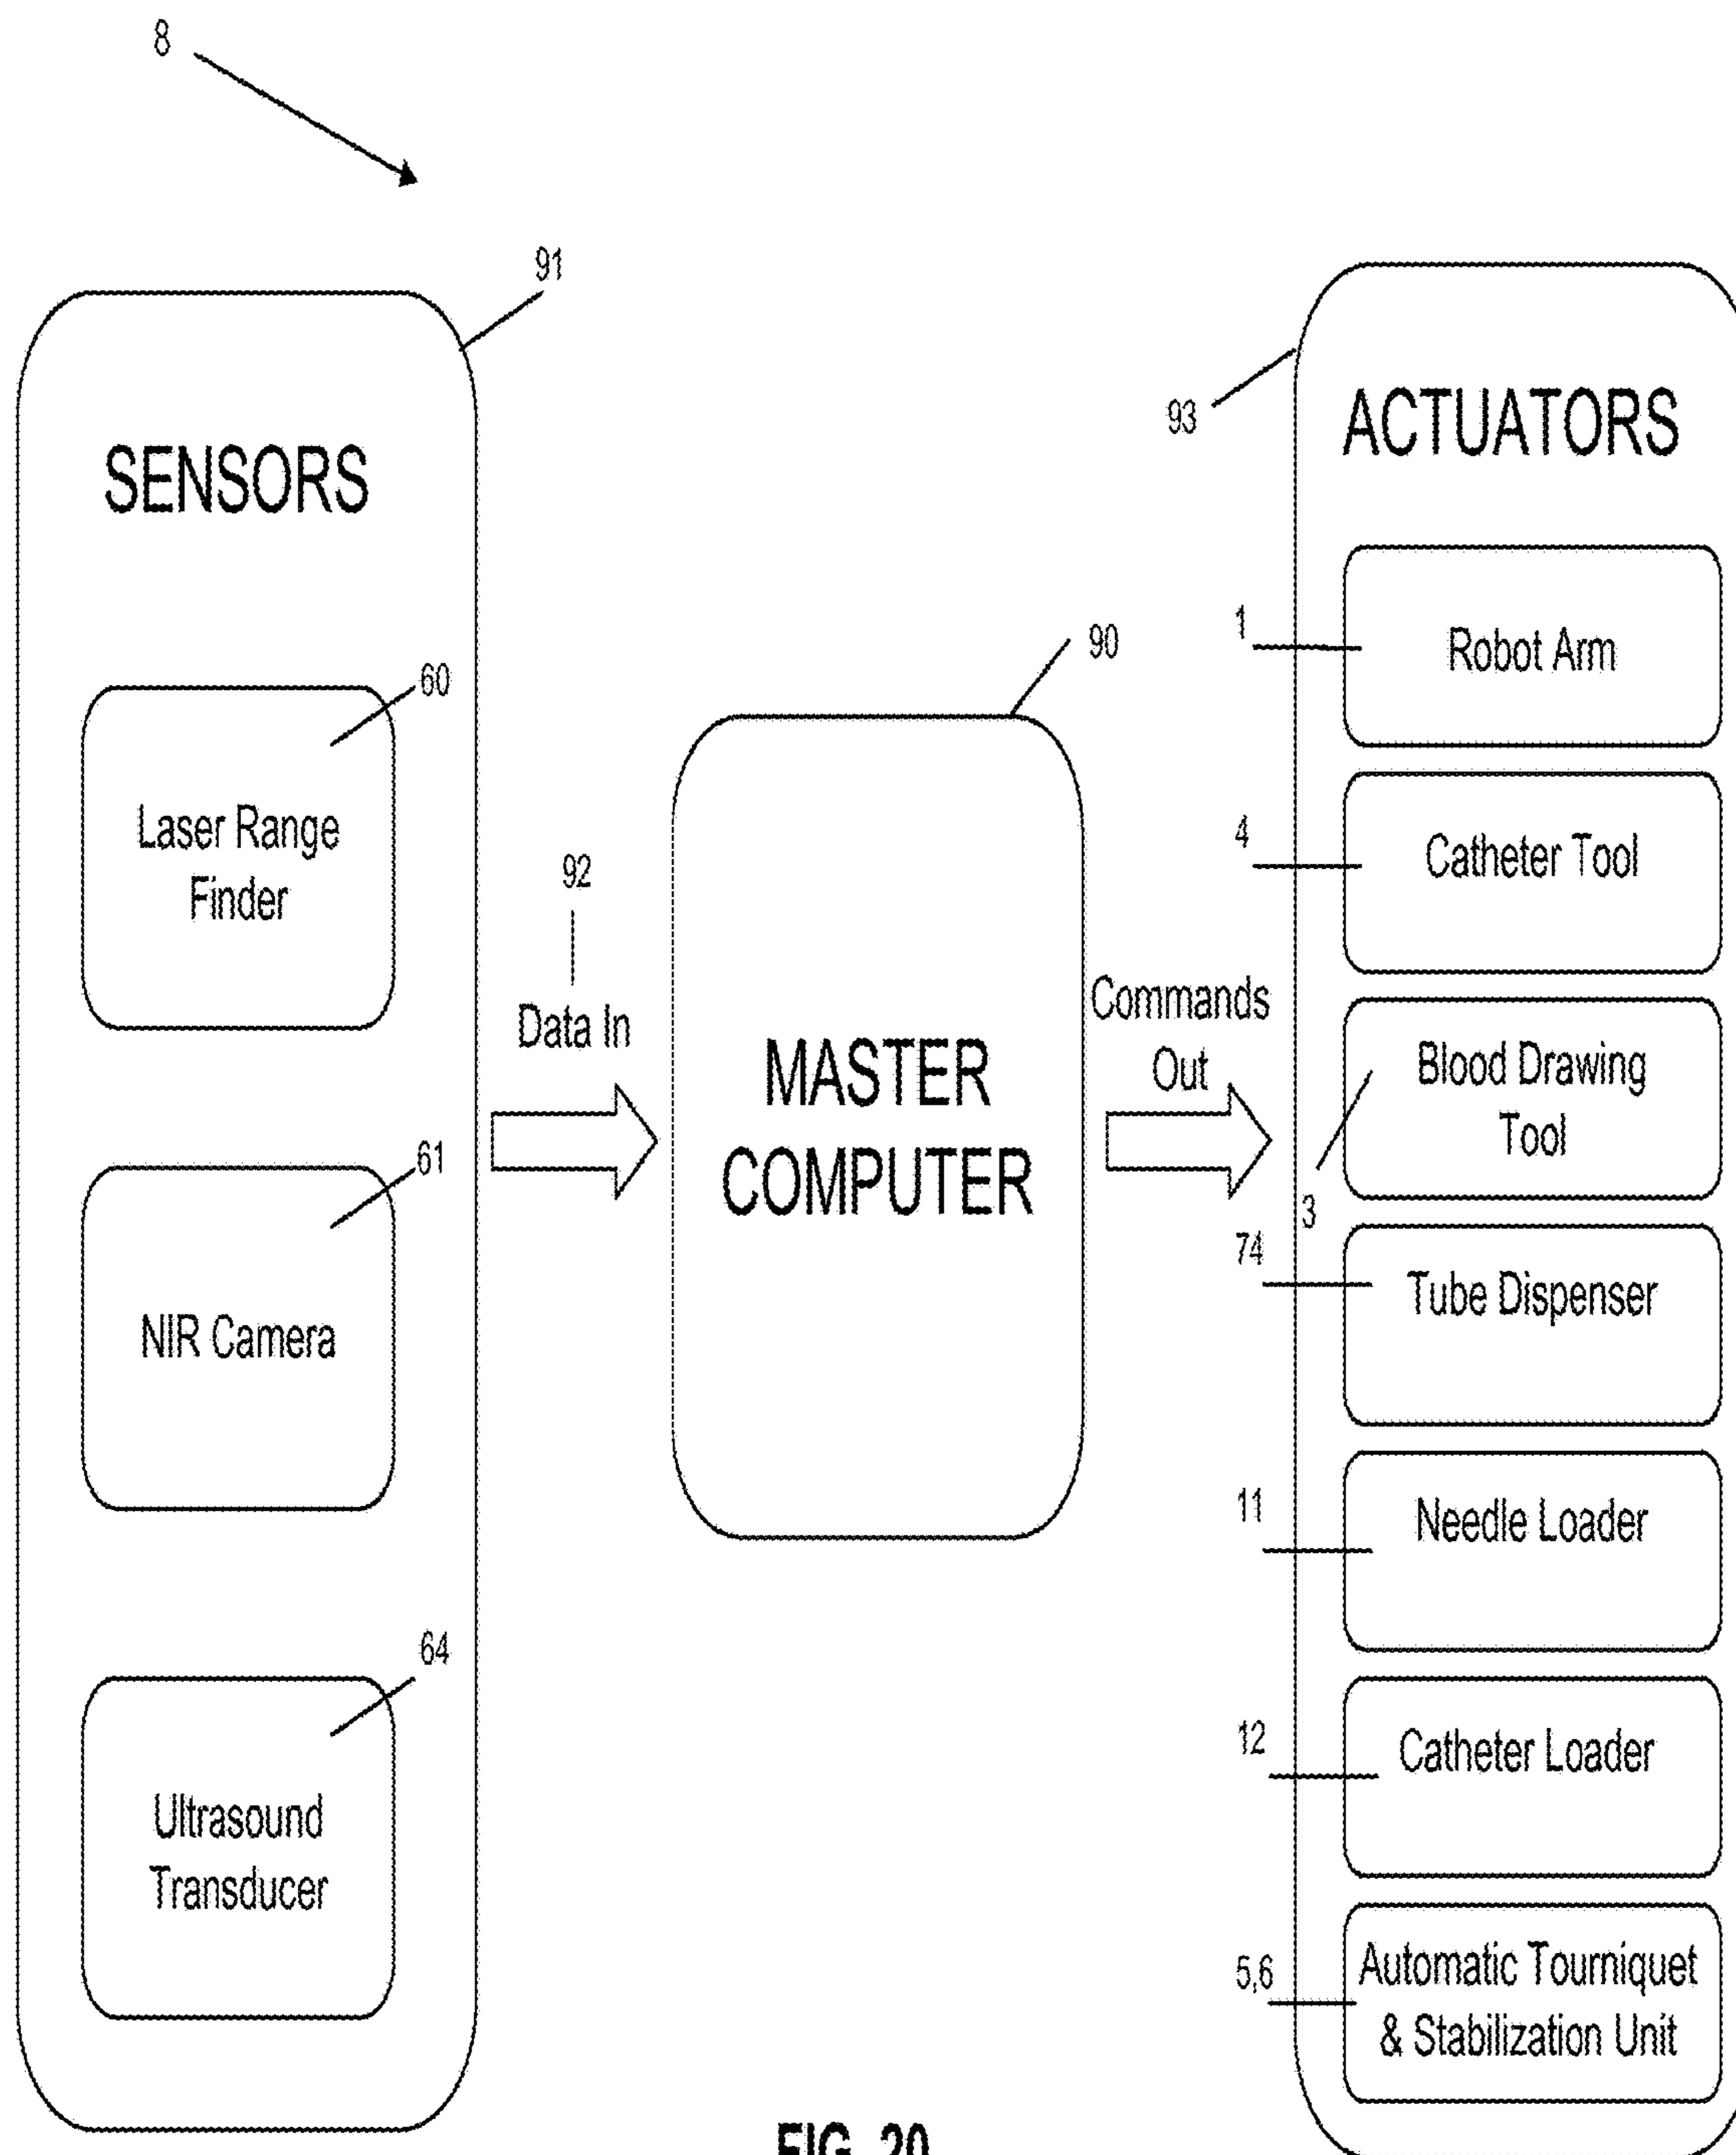 8
91
SENSORS
60
Laser Range
Finder
61
NIR Camera
64
Ultrasound
Transducer
92
Data In
90
MASTER
COMPUTER
Commands
Out
93
ACTUATORS
1
Robot Arm
4
Catheter Tool
3
Blood Drawing
Tool
74
Tube Dispenser
11
Needle Loader
12
Catheter Loader
5,6
Automatic Tourniquet
& Stabilization Unit
FIG. 20